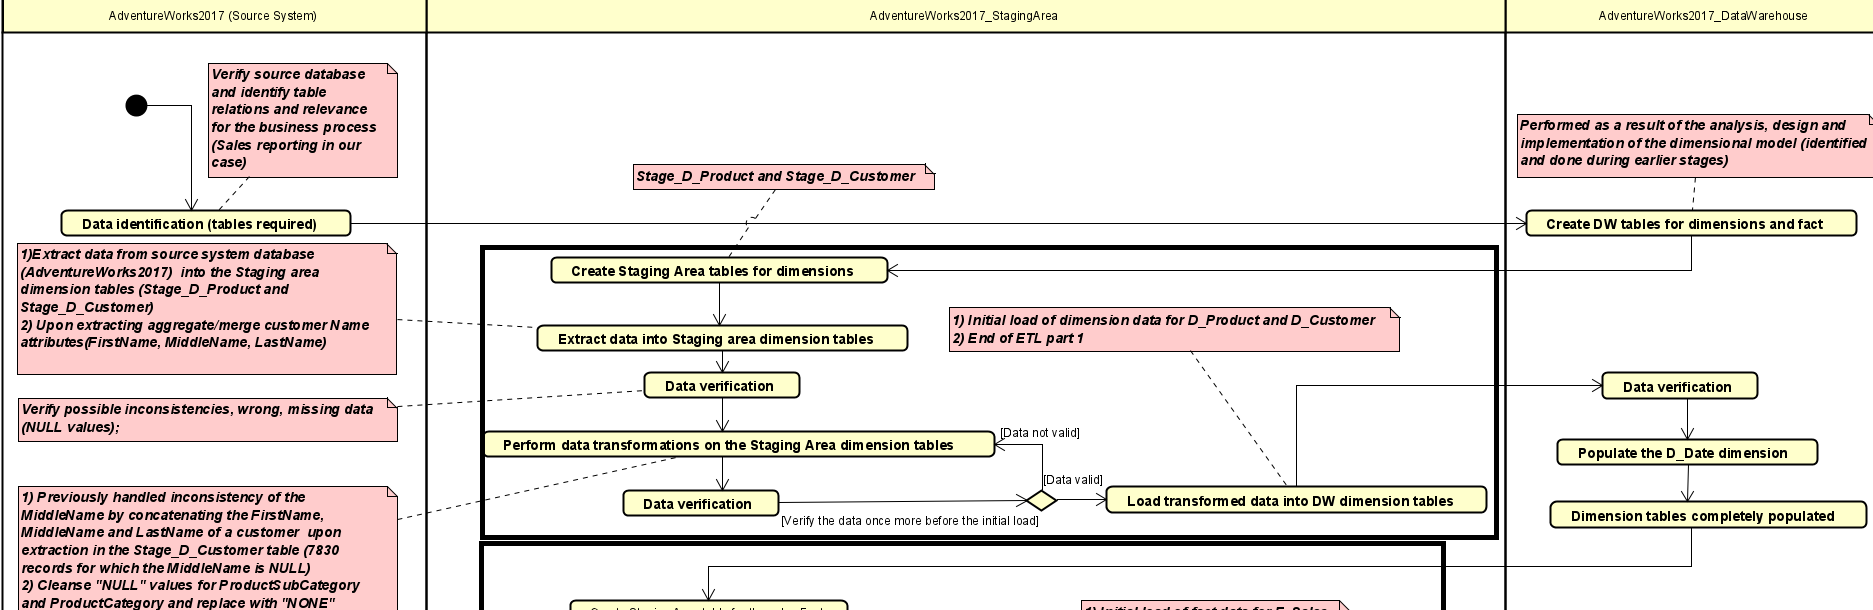 AdventureWorks2017 (Source System)
AdventureWorks2017_StagingArea
AdventureWorks2017_DataWarehouse
Verify source database
and identify table
relations and relevance
for the business process
(Sales reporting in our
case)
Data identification (tables required)
Performed as a result of the analysis, design and
implementation of the dimensional model (identified
and done during earlier stages)
Create DW tables for dimensions and fact
Stage_D_Product and Stage_D_Customer
Create Staging Area tables for dimensions
1)Extract data from source system database
(AdventureWorks2017)  into the Staging area
dimension tables (Stage_D_Product and
Stage_D_Customer)
2) Upon extracting aggregate/merge customer Name
attributes(FirstName, MiddleName, LastName)
Extract data into Staging area dimension tables
1) Initial load of dimension data for D_Product and D_Customer
2) End of ETL part 1
Data verification
Verify possible inconsistencies, wrong, missing data
(NULL values);
Perform data transformations on the Staging Area dimension tables
[Data not valid]
[Data valid]
Data verification
[Verify the data once more before the initial load]
Load transformed data into DW dimension tables
Data verification
Populate the D_Date dimension
Dimension tables completely populated
1) Previously handled inconsistency of the
MiddleName by concatenating the FirstName,
MiddleName and LastName of a customer  upon
extraction in the Stage_D_Customer table (7830
records for which the MiddleName is NULL)
2) Cleanse "NULL" values for ProductSubCategory
and ProductCategory and replace with "NONE"
1) Initial load of fact data for F_Sales